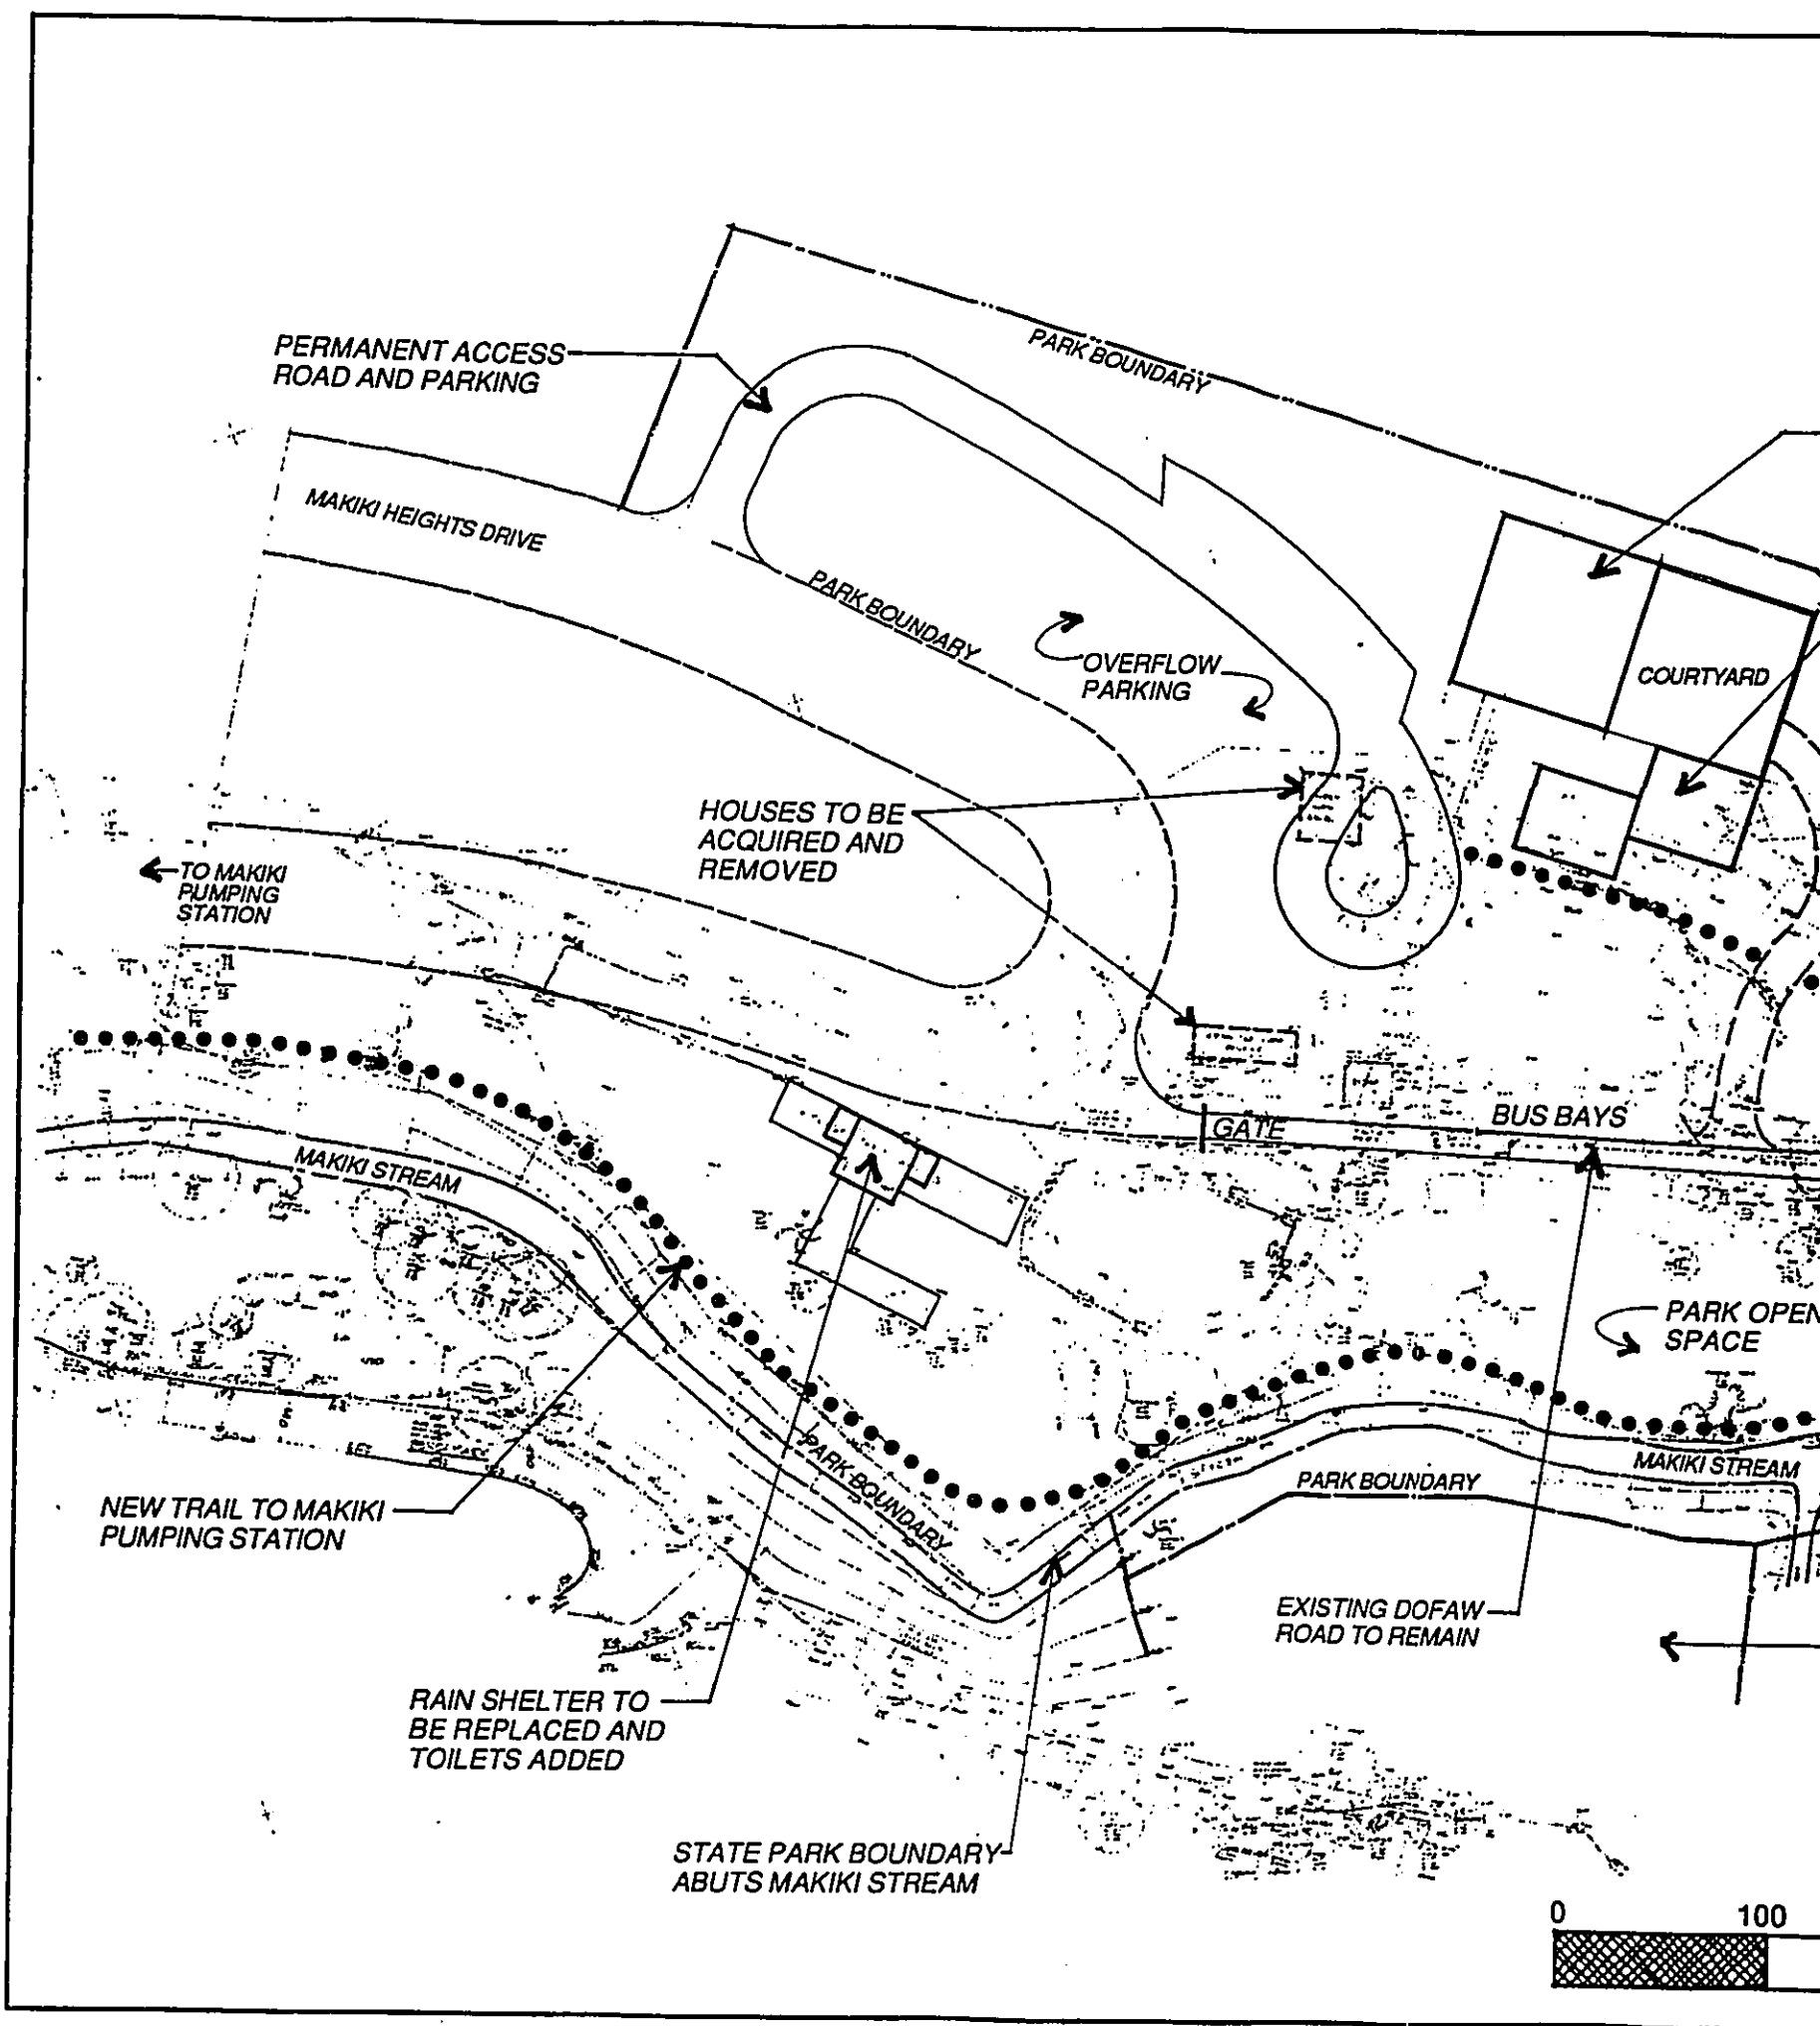 PERMANENT ACCESS
ROAD AND PARKING
PARK BOUNDARY
MAKIKI HEIGHTS DRIVE
PARK BOUNDARY
OVERFLOW
PARKING
COURTYARD
HOUSES TO BE
ACQUIRED AND
REMOVED
TO MAKIKI
PUMPING
STATION
GATE
BUS BAYS
MAKIKI STREAM
PARK OPEN
SPACE
PARK BOUNDARY
MAKIKI STREAM
PARK BOUNDARY
NEW TRAIL TO MAKIKI
PUMPING STATION
EXISTING DOFAW
ROAD TO REMAIN
RAIN SHELTER TO
BE REPLACED AND
TOILETS ADDED
STATE PARK BOUNDARY
ABUTS MAKIKI STREAM
0 100